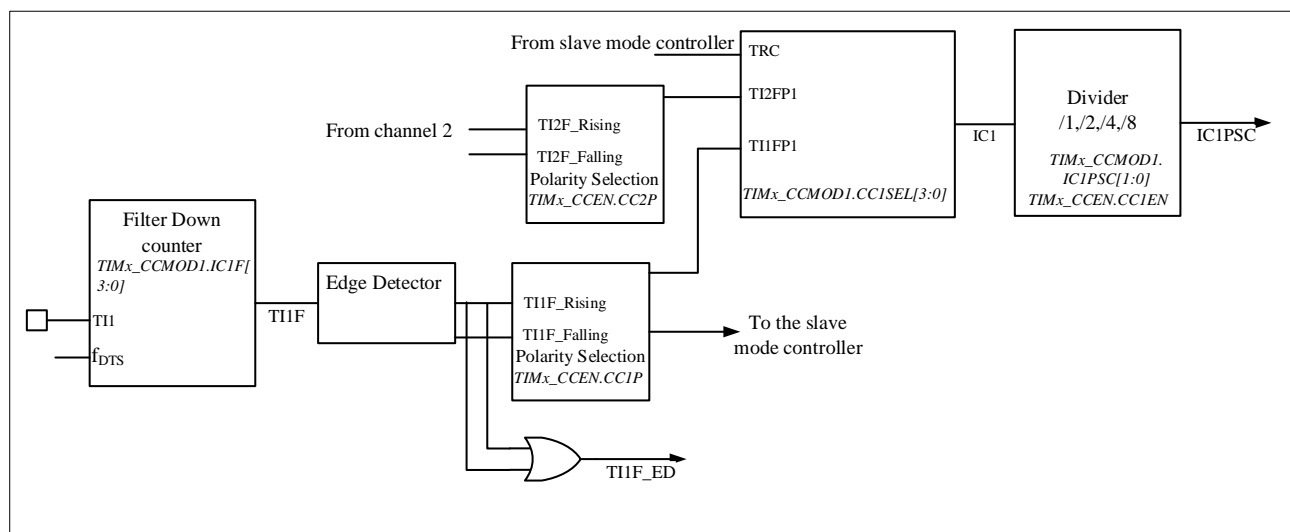 From slave mode controller
TRC
TI2FP1
TI1FP1
TIMx_CCMOD1.CC1SEL[3:0]
From channel 2
TI2F_Rising
TI2F_Falling
Polarity Selection
TIMx_CCEN.CC2P
IC1
Divider
/1,/2,/4,/8
TIMx_CCMOD1.
IC1PSC[1:0]
TIMx_CCEN.CC1EN
IC1PSC
Filter Down
counter
TIMx_CCMOD1.IC1F[
3:0]
TI1
fDTS
TI1F
Edge Detector
TI1F_Rising
TI1F_Falling
Polarity Selection
TIMx_CCEN.CC1P
To the slave
mode controller
TI1F_ED